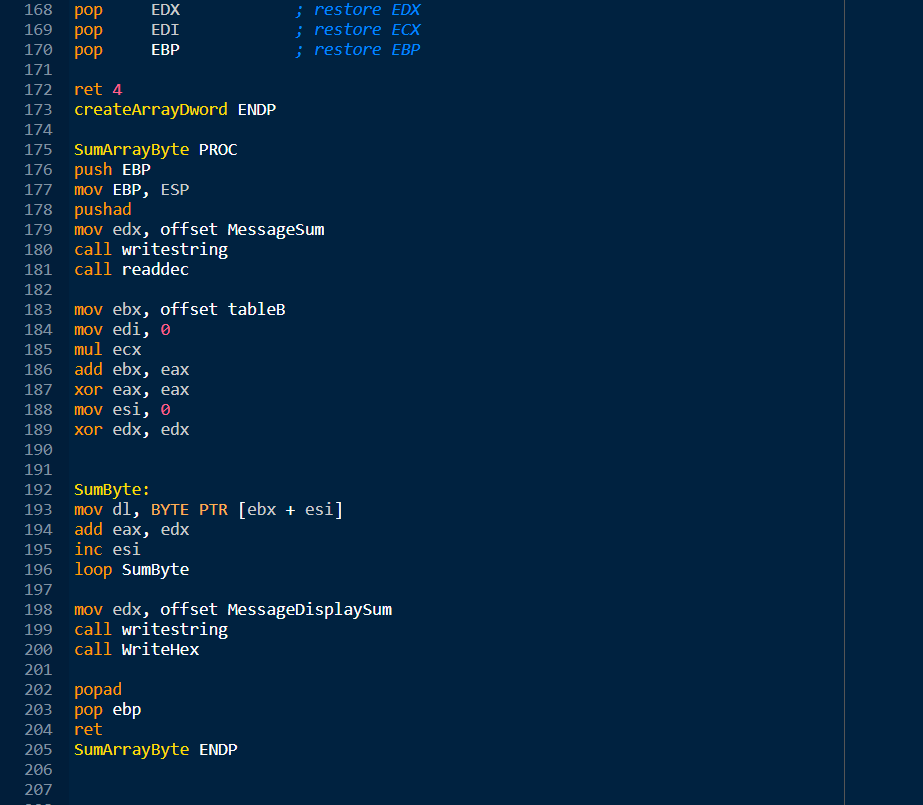 168 pop     EDX            ; restore EDX
169 pop     EDI            ; restore ECX
170 pop     EBP            ; restore EBP
171
172 ret 4
173 createArrayDword ENDP
174
175 SumArrayByte PROC
176 push EBP
177 mov EBP, ESP
178 pushad
179 mov edx, offset MessageSum
180 call writestring
181 call readdec
182
183 mov ebx, offset tableB
184 mov edi, 0
185 mul ecx
186 add ebx, eax
187 xor eax, eax
188 mov esi, 0
189 xor edx, edx
190
191
192 SumByte:
193 mov dl, BYTE PTR [ebx + esi]
194 add eax, edx
195 inc esi
196 loop SumByte
197
198 mov edx, offset MessageDisplaySum
199 call writestring
200 call WriteHex
201
202 popad
203 pop ebp
204 ret
205 SumArrayByte ENDP
206
207